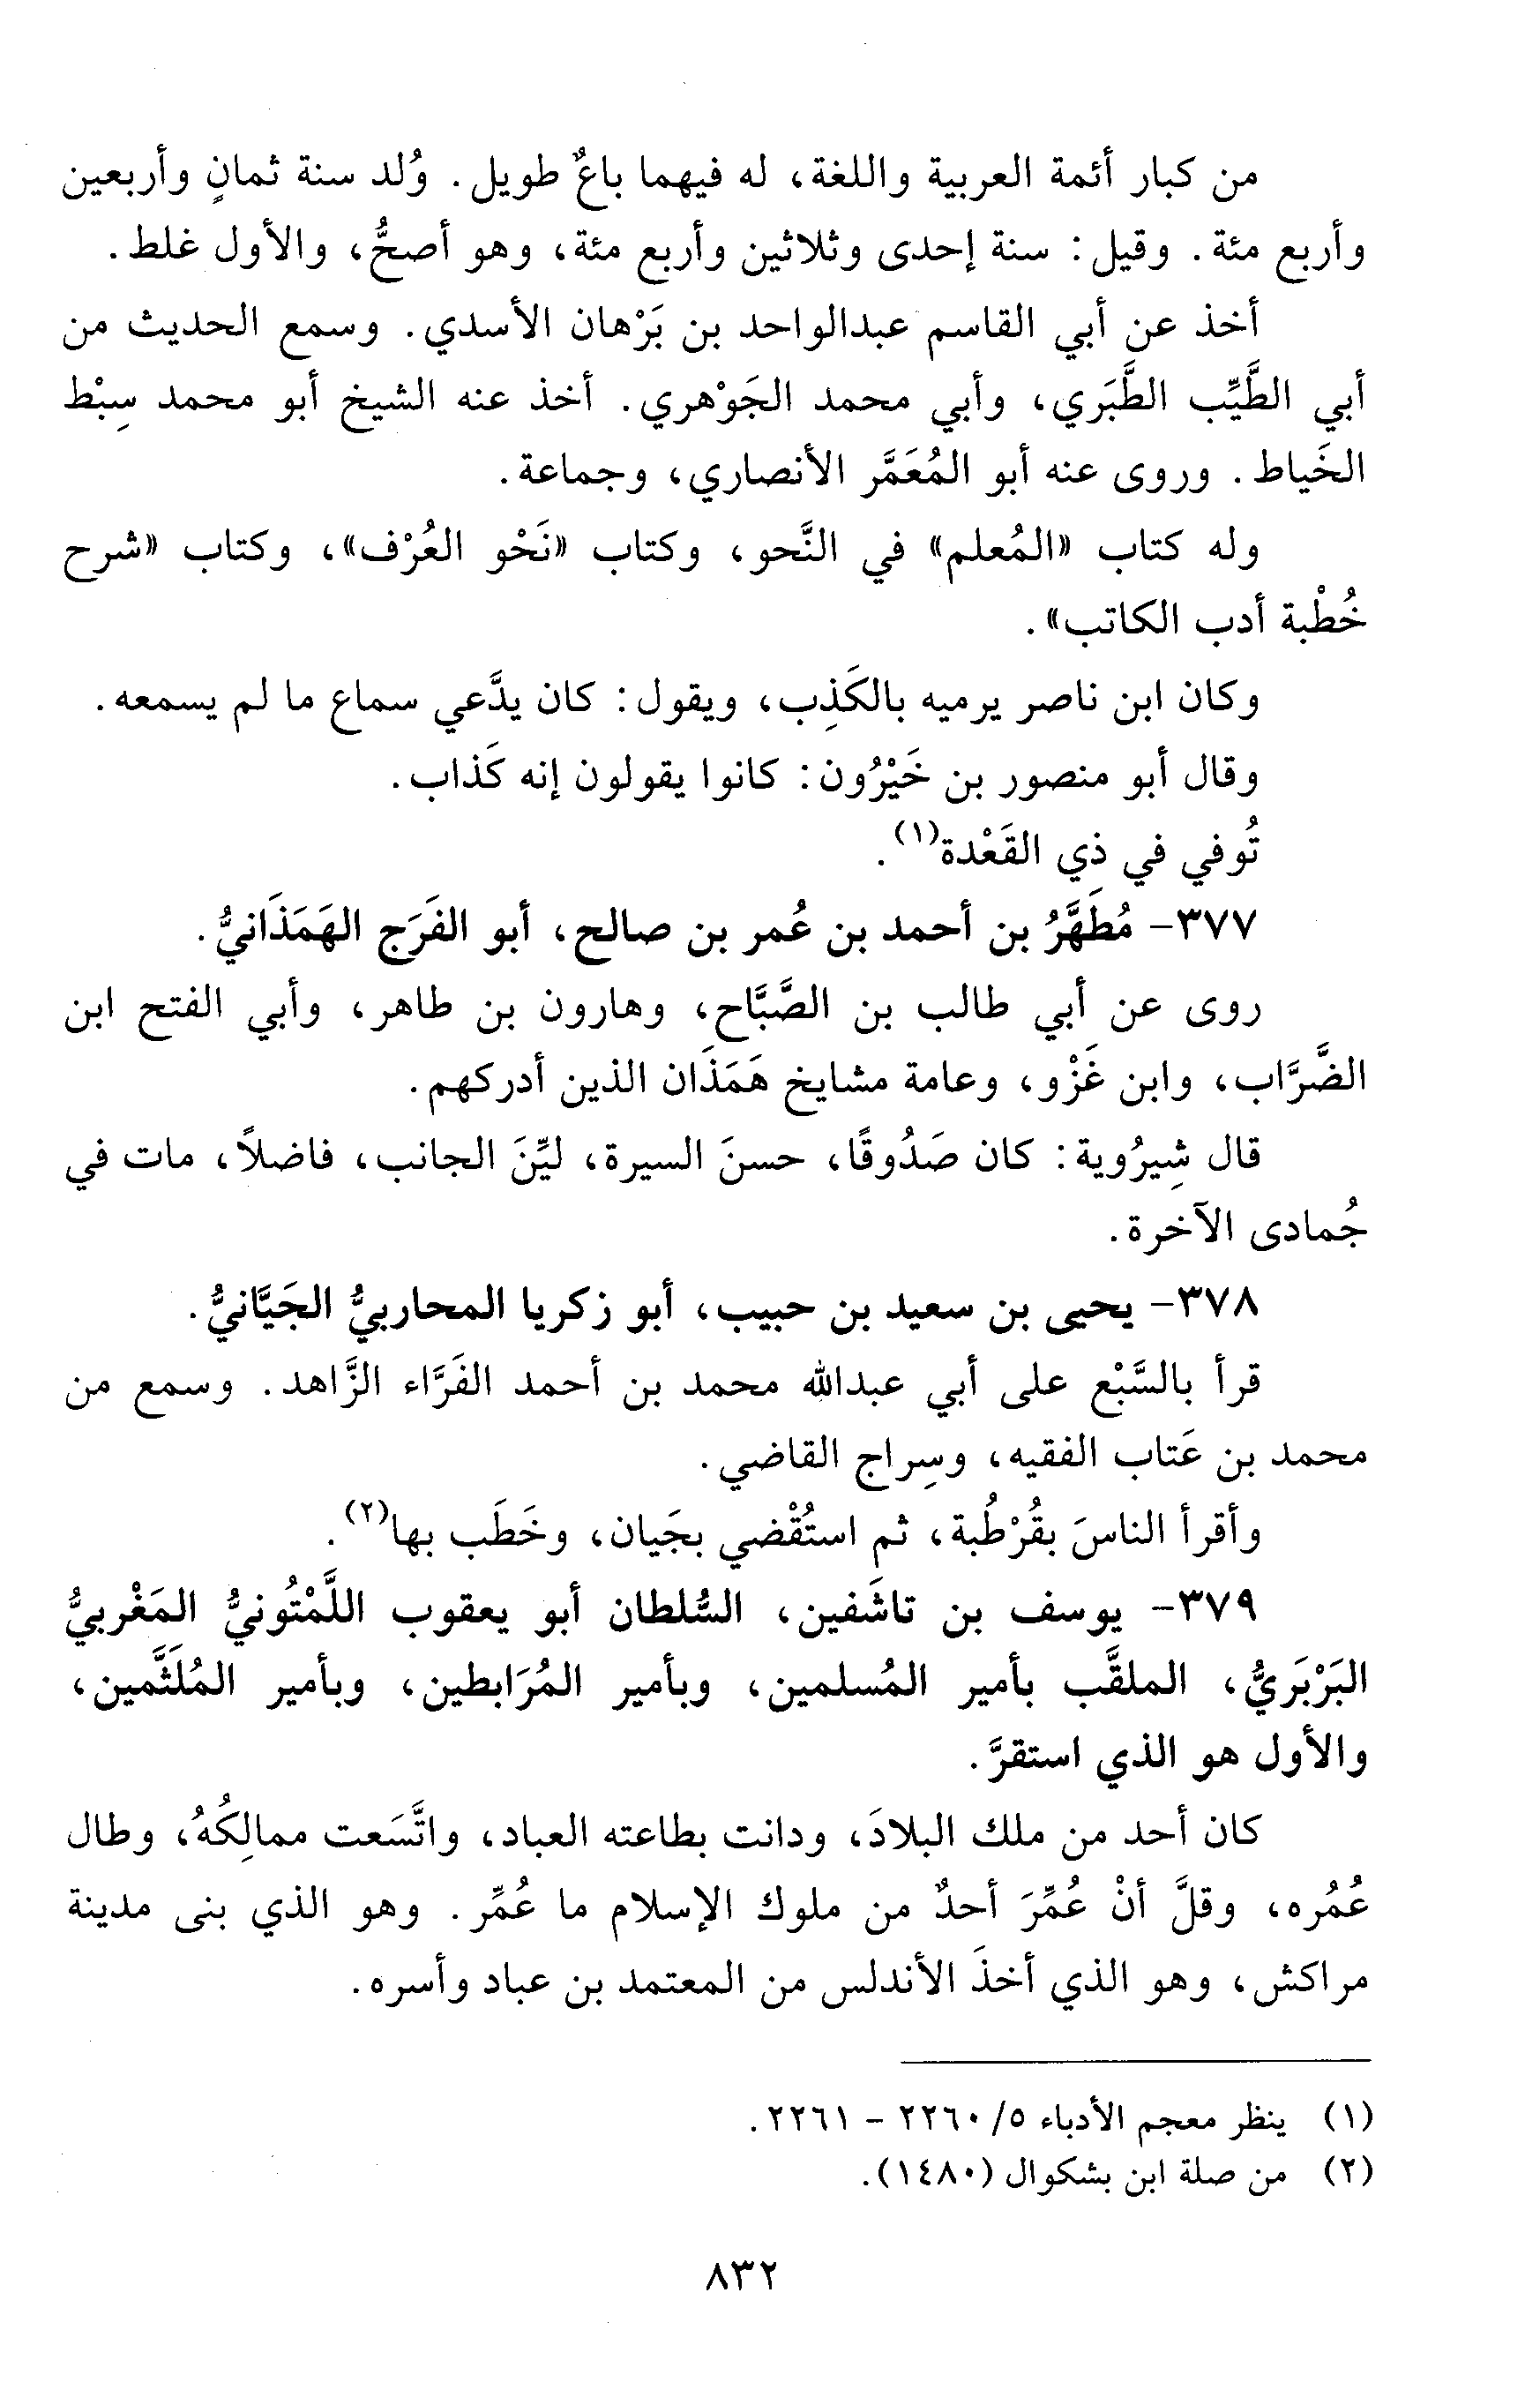 من كبار أئمة العربية واللغة، له فيهما باعٌ طويل. وُلد سنة ثمانٍ وأربعين
وأربع مئة. وقيل: سنة إحدى وثلاثين وأربع مئة، وهو أصحُّ، والأول غلط.
أخذ عن أبي القاسم عبدالواحد بن بَرْهان الأسدي. وسمع الحديث من
أبي الطَّيِّب الطَّبَري، وأبي محمد الجَوْهري. أخذ عنه الشيخ أبو محمد سِبْط
الخَياط. وروى عنه أبو المُعَمَّر الأنصاري، وجماعة.
وله كتاب «المُعلم» في النَّحو، وكتاب «نَحْو العُرْف»، وكتاب «شرح
خُطْبة أدب الكاتب».
وكان ابن ناصر يرميه بالكَذِب، ويقول: كان يدَّعي سماع ما لم يسمعه.
وقال أبو منصور بن خَيْرُون: كانوا يقولون إنه كَذاب.
تُوفي في ذي القَعْدة(١).
٣٧٧- مُطَهَّرُ بن أحمد بن عُمر بن صالح، أبو الفَرَج الهَمَذَانيُّ.
روى عن أبي طالب بن الصَّبَّاح، وهارون بن طاهر، وأبي الفتح ابن
الضَّرَّاب، وابن غَزْو، وعامة مشايخ هَمَذَان الذين أدركهم.
قال شِيرُوية: كان صَدُوقًا، حسنَ السيرة، ليِّنَ الجانب، فاضلاً، مات في
جُمادى الآخرة.
٣٧٨- يحيى بن سعيد بن حبيب، أبو زكريا المحاربيُّ الجَيَّانيُّ.
قرأ بالسَّبْع على أبي عبدالله محمد بن أحمد الفَرَّاء الزَّاهد. وسمع من
محمد بن عَتاب الفقيه، وسِراج القاضي.
وأقرأ الناسَ بقُرْطُبة، ثم استُقْضي بجَيان، وخَطَب بها(٢).
٣٧٩- يوسف بن تاشَفين، السُّلطان أبو يعقوب اللَّمْتُونيُّ المَغْربيُّ
البَرْبَريُّ، الملقَّب بأمير المُسلمين، وبأمير المُرَابطين، وبأمير المُلَثَّمين،
والأول هو الذي استقرَّ.
كان أحد من ملك البلادَ، ودانت بطاعته العباد، واتَّسَعت ممالِكُهُ، وطال
عُمُره، وقلَّ أنْ عُمِّرَ أحدٌ من ملوك الإسلام ما عُمِّر. وهو الذي بنى مدينة
مراكش، وهو الذي أخذَ الأندلس من المعتمد بن عباد وأسره.
(١) ينظر معجم الأدباء ٥/ ٢٢٦٠ - ٢٢٦١.
(٢) من صلة ابن بشكوال (١٤٨٠).
٨٣٢